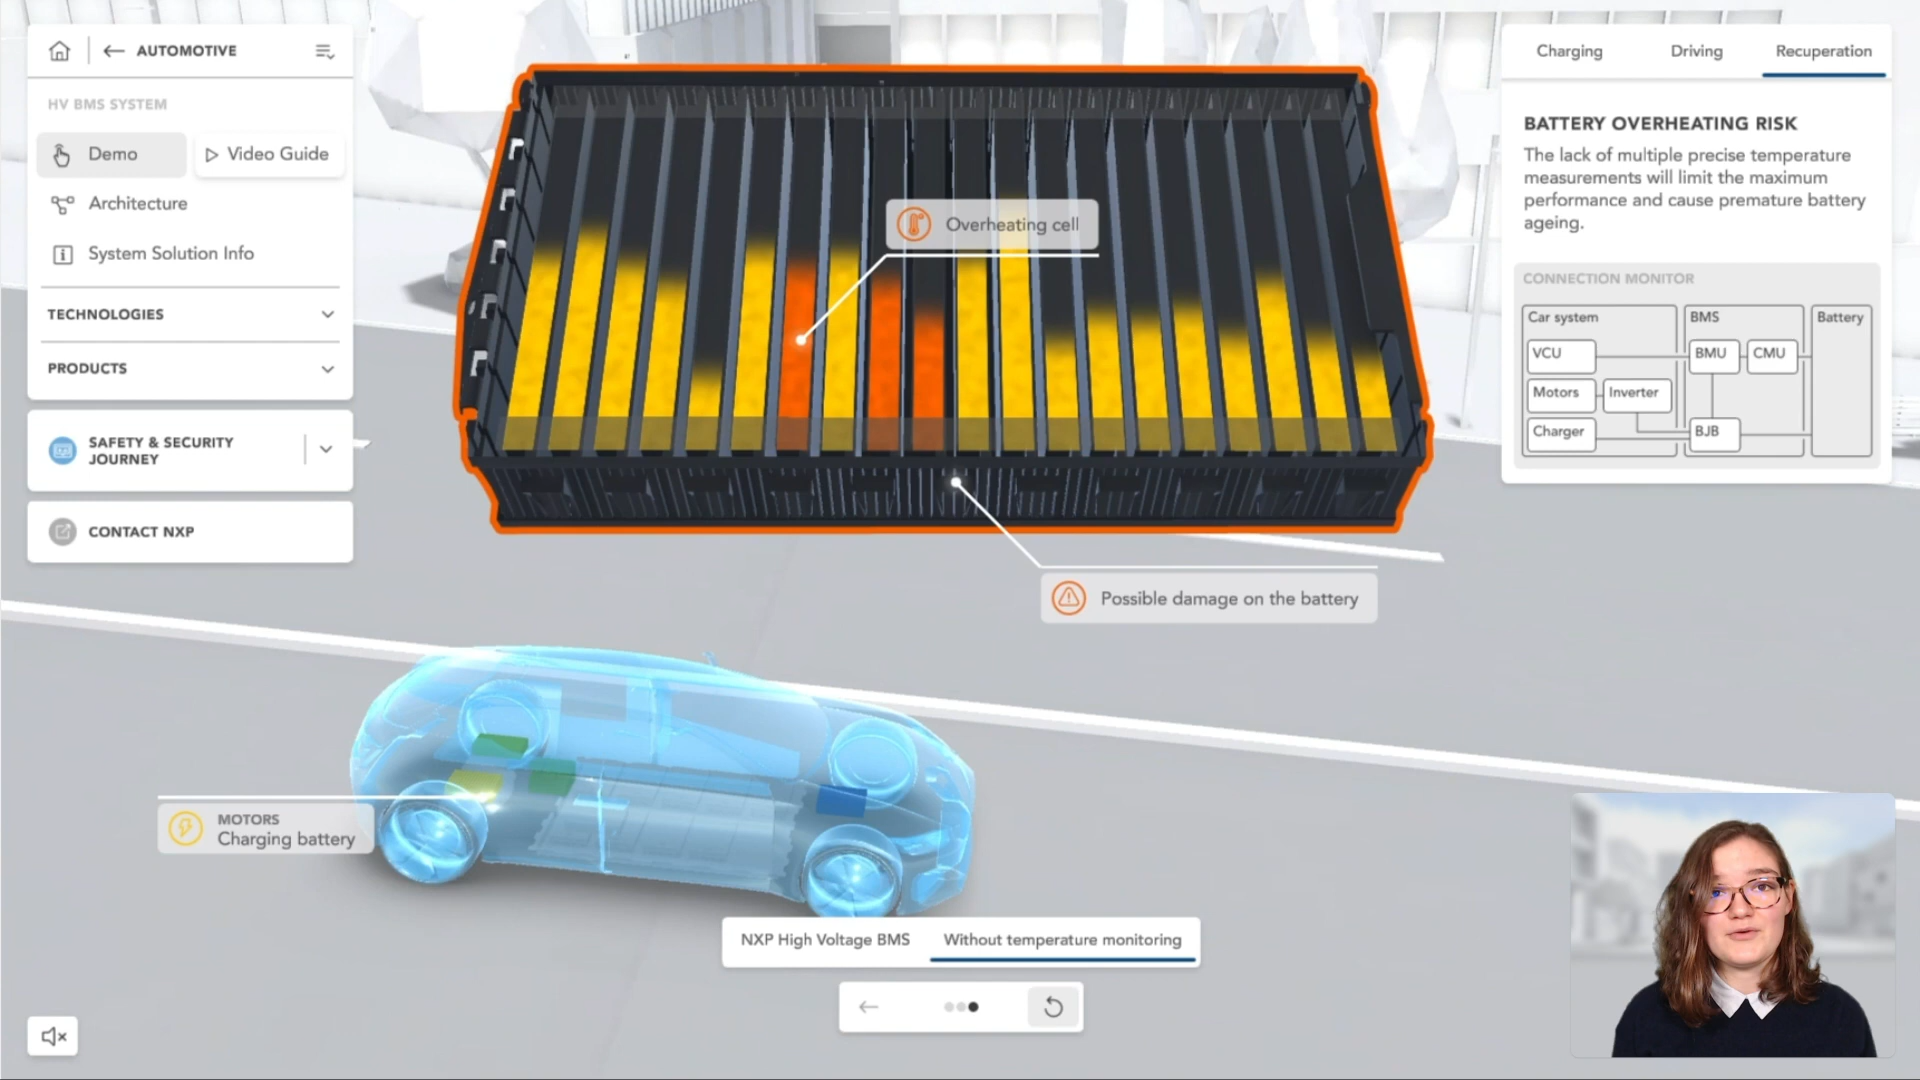 AUTOMOTIVE
HV BMS SYSTEM
Demo
Video Guide
Architecture
System Solution Info
TECHNOLOGIES
PRODUCTS
SAFETY & SECURITY
JOURNEY
CONTACT NXP
Overheating cell
Possible damage on the battery
MOTORS
Charging battery
NXP High Voltage BMS
Without temperature monitoring
Charging
Driving
Recuperation
BATTERY OVERHEATING RISK
The lack of multiple precise temperature
measurements will limit the maximum
performance and cause premature battery
ageing.
CONNECTION MONITOR
Car system
BMS
Battery
VCU
BMU
CMU
Motors
Inverter
Charger
BJB